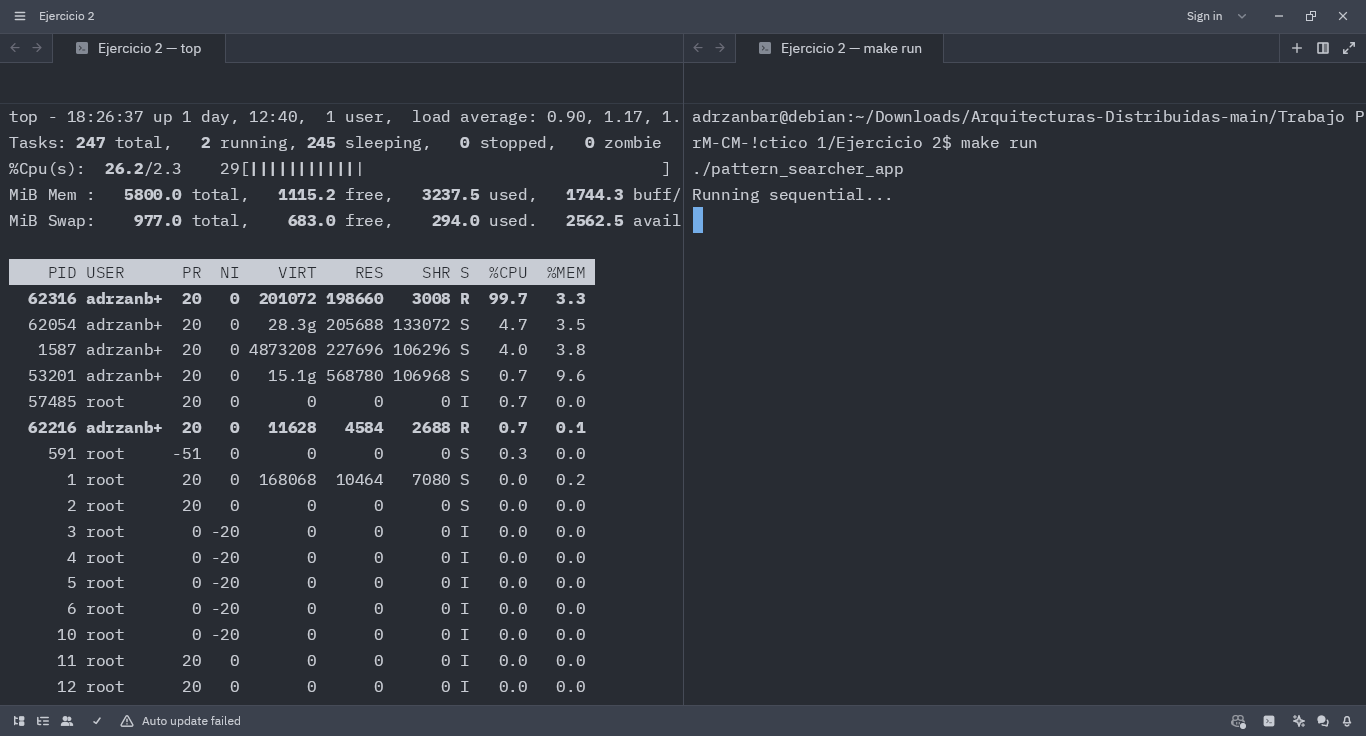 Ejercicio 2
Sign in
Ejercicio 2 — top
Ejercicio 2 — make run
top - 18:26:37 up 1 day, 12:40,  1 user,  load average: 0.90, 1.17, 1.
Tasks: 247 total,   2 running, 245 sleeping,   0 stopped,   0 zombie
%Cpu(s):  26.2/2.3    29[||||||||||||                               ]
MiB Mem :   5800.0 total,   1115.2 free,   3237.5 used,   1744.3 buff/
MiB Swap:    977.0 total,    683.0 free,    294.0 used.   2562.5 avail
PID USER      PR  NI    VIRT    RES    SHR S  %CPU  %MEM
62316 adrzanb+  20   0  201072 198660   3008 R  99.7   3.3
62054 adrzanb+  20   0   28.3g 205688 133072 S   4.7   3.5
1587 adrzanb+  20   0 4873208 227696 106296 S   4.0   3.8
53201 adrzanb+  20   0   15.1g 568780 106968 S   0.7   9.6
57485 root      20   0       0      0      0 I   0.7   0.0
62216 adrzanb+  20   0   11628   4584   2688 R   0.7   0.1
591 root     -51   0       0      0      0 S   0.3   0.0
1 root      20   0  168068  10464   7080 S   0.0   0.2
2 root      20   0       0      0      0 S   0.0   0.0
3 root       0 -20       0      0      0 I   0.0   0.0
4 root       0 -20       0      0      0 I   0.0   0.0
5 root       0 -20       0      0      0 I   0.0   0.0
6 root       0 -20       0      0      0 I   0.0   0.0
10 root       0 -20       0      0      0 I   0.0   0.0
11 root      20   0       0      0      0 I   0.0   0.0
12 root      20   0       0      0      0 I   0.0   0.0
adrzanbar@debian:~/Downloads/Arquitecturas-Distribuidas-main/Trabajo P
rM-CM-!ctico 1/Ejercicio 2$ make run
./pattern_searcher_app
Running sequential...
Auto update failed